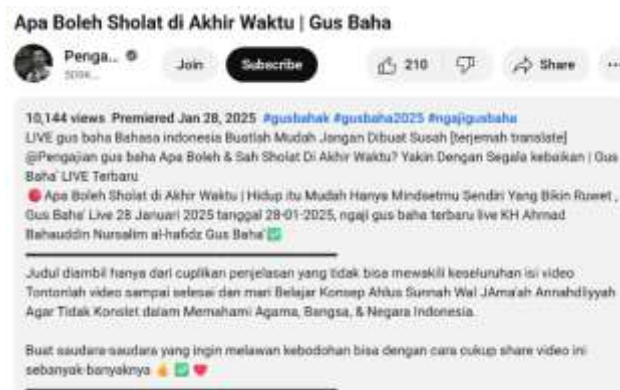 Apa Boleh Sholat di Akhir Waktu | Gus Baha
Penga...
Join
Subscribe
210
Share
10,144 views Premiered Jan 28, 2025 #gusbahak #gusbaha2025 #ngajigusbaha
LIVE gus baha Bahasa indonesia Buatlah Mudah Jangan Dibuat Susah [terjemah translate]
@Pengajian gus baha Apa Boleh & Sah Sholat Di Akhir Waktu? Yakin Dengan Segala kebaikan | Gus
Baha' LIVE Terbaru
🔴 Apa Boleh Sholat di Akhir Waktu | Hidup itu Mudah Hanya Mindsetmu Sendiri Yang Bikin Ruwet ,
Gus Baha' Live 28 Januari 2025 tanggal 28-01-2025, ngaji gus baha terbaru live KH Ahmad
Bahauddin Nursalim al-hafidz Gus Baha'✅
Judul diambil hanya dari cuplikan penjelasan yang tidak bisa mewakili keseluruhan isi video
Tontonlah video sampai selesai dan mari Belajar Konsep Ahlus Sunnah Wal JAma'ah Annahdliyyah
Agar Tidak Konslet dalam Memahami Agama, Bangsa, & Negara Indonesia.
Buat saudara-saudara yang ingin melawan kebodohan bisa dengan cara cukup share video ini
sebanyak-banyaknya 👍 ✅ ❤️